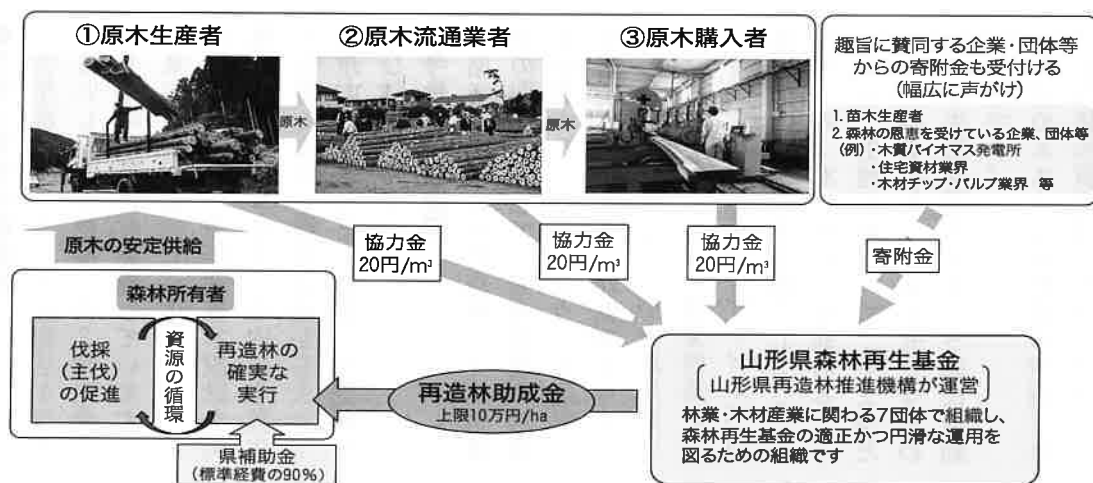 ①原木生産者
②原木流通業者
③原木購入者
原木
原木
趣旨に賛同する企業・団体等
からの寄附金も受付ける
(幅広に声がけ)
1. 苗木生産者
2. 森林の恩恵を受けている企業、団体等
(例)・木質バイオマス発電所
・住宅資材業界
・木材チップ・パルプ業界 等
原木の安定供給
協力金
20円/m³
協力金
20円/m³
協力金
20円/m³
寄附金
森林所有者
伐採
(主伐)
の促進
資源の循環
再造林の
確実な
実行
県補助金
(標準経費の90%)
再造林助成金
上限10万円/ha
山形県森林再生基金
[山形県再造林推進機構が運営]
林業・木材産業に関わる7団体で組織し、
森林再生基金の適正かつ円滑な運用を
図るための組織です